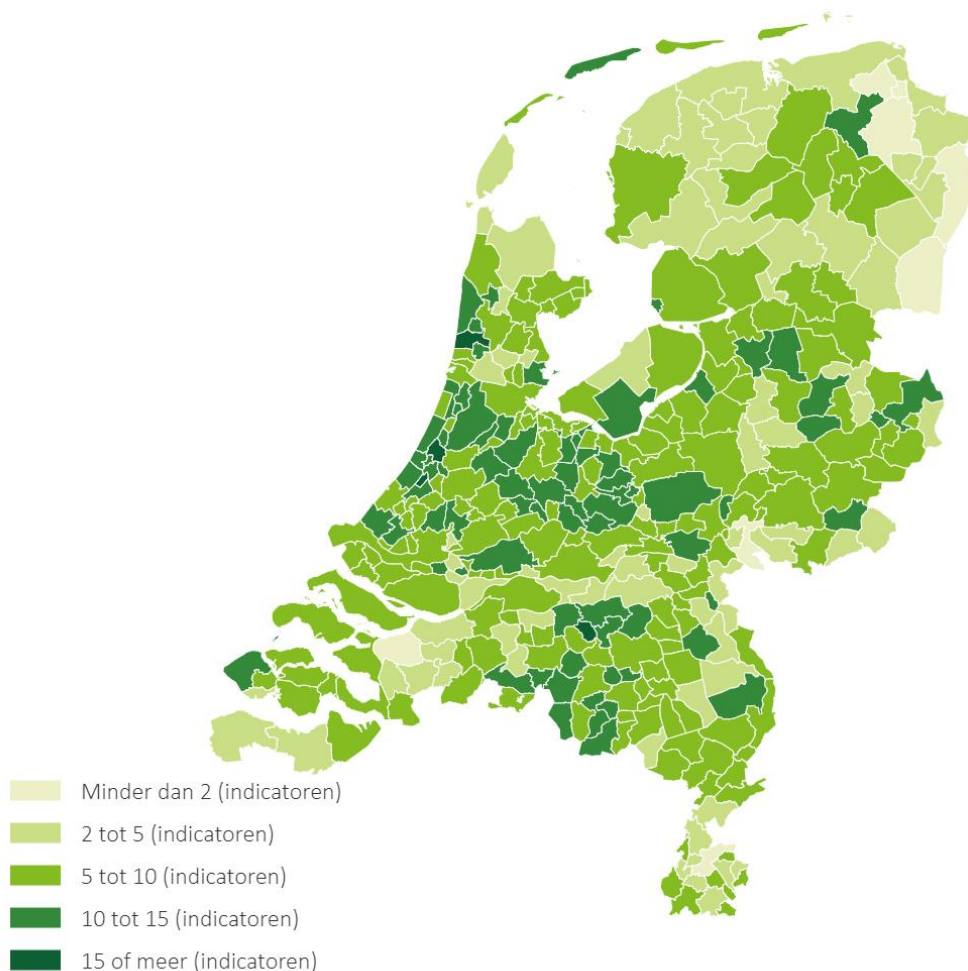 Minder dan 2 (indicatoren)
2 tot 5 (indicatoren)
5 tot 10 (indicatoren)
10 tot 15 (indicatoren)
15 of meer (indicatoren)